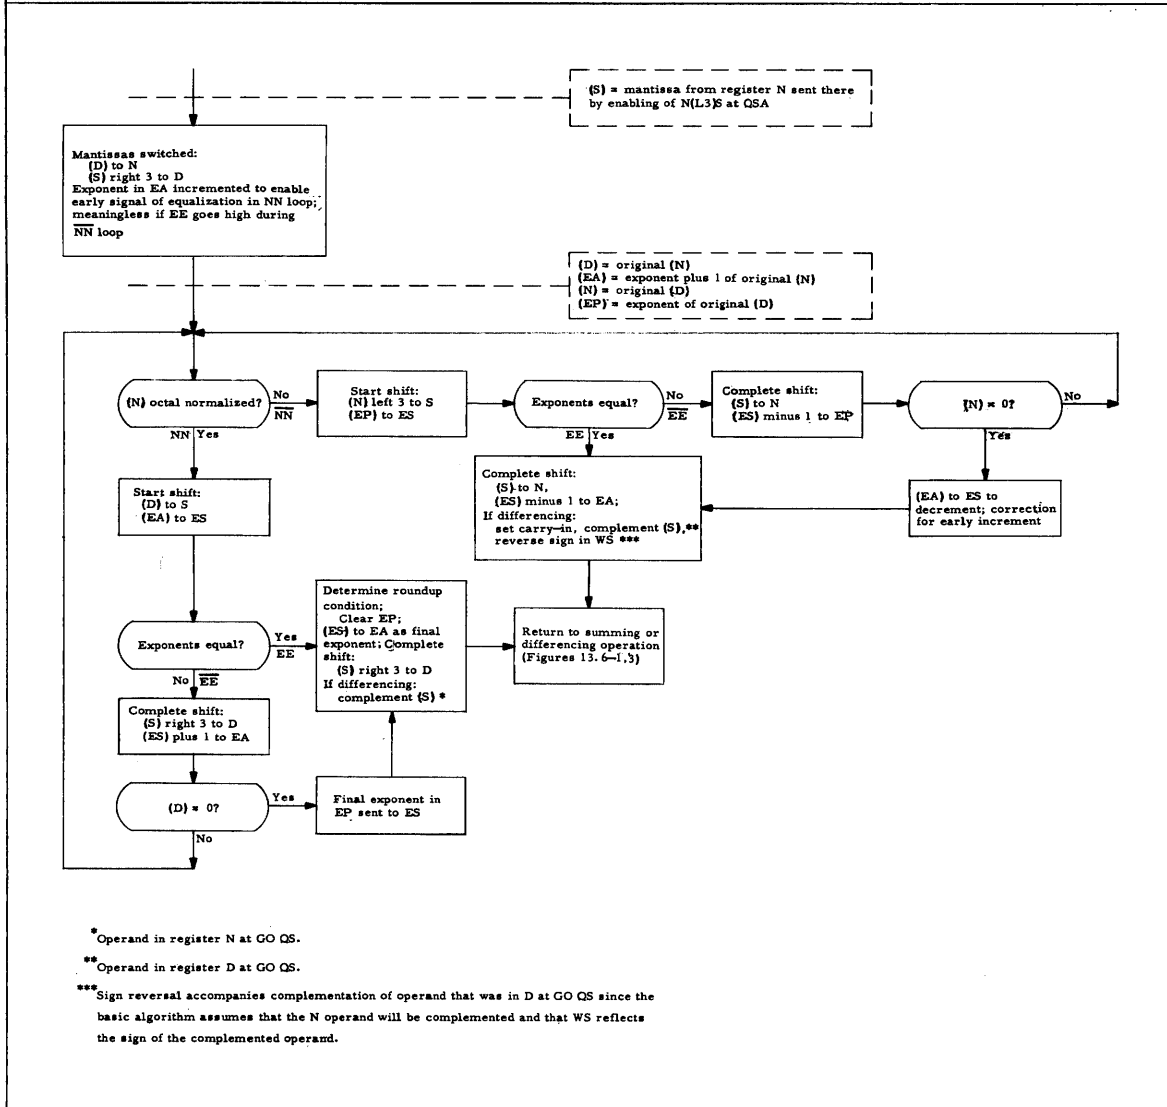 (S) = mantissa from register N sent there
by enabling of N(L3)S at QSA
Mantissas switched:
(D) to N
(S) right 3 to D
Exponent in EA incremented to enable
early signal of equalization in NN loop;
meaningless if EE goes high during
NN loop
(D) = original (N)
(EA) = exponent plus 1 of original (N)
(N) = original (D)
(EP) = exponent of original (D)
(N) octal normalized?
No
NN
Start shift:
(N) left 3 to S
(EP) to ES
Exponents equal?
No
EE
Complete shift:
(S) to N
(ES) minus 1 to EP
(N) = 0?
No
NN Yes
EE Yes
Yes
Start shift:
(D) to S
(EA) to ES
Complete shift:
(S) to N,
(ES) minus 1 to EA;
If differencing:
set carry-in, complement (S),**
reverse sign in WS ***
(EA) to ES to
decrement; correction
for early increment
Exponents equal?
Yes
EE
Determine roundup
condition;
Clear EP;
(ES) to EA as final
exponent; Complete
shift:
(S) right 3 to D
If differencing:
complement (S) *
Return to summing or
differencing operation
(Figures 13.6-1,3)
No EE
Complete shift:
(S) right 3 to D
(ES) plus 1 to EA
(D) = 0?
Yes
Final exponent in
EP sent to ES
No
*Operand in register N at GO QS.
**Operand in register D at GO QS.
***Sign reversal accompanies complementation of operand that was in D at GO QS since the
basic algorithm assumes that the N operand will be complemented and that WS reflects
the sign of the complemented operand.